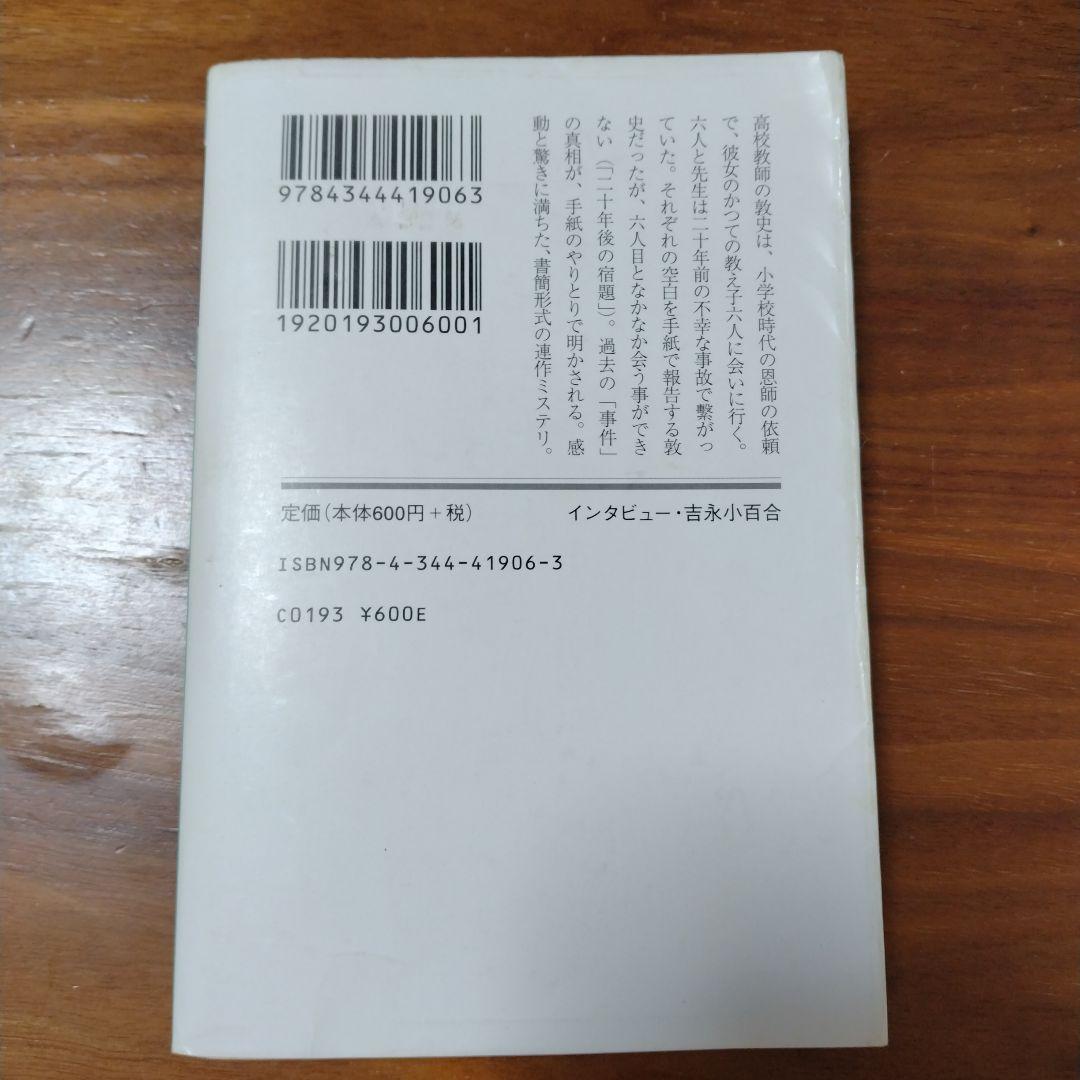 9784344419063
1920193006001
高校教師の敦史は、小学校時代の恩師の依頼
で、彼女のかつての教え子六人に会いに行く。
六人と先生は二十年前の不幸な事故で繋がっ
ていた。それぞれの空白を手紙で報告する敦
史だったが、六人目となかなか会う事ができ
ない（「二十年後の宿題」）。過去の「事件」
の真相が、手紙のやりとりで明かされる。感
動と驚きに満ちた、書簡形式の連作ミステリ。
定価（本体600円＋税）
インタビュー・吉永小百合
ISBN978-4-344-41906-3
C0193 ¥600E